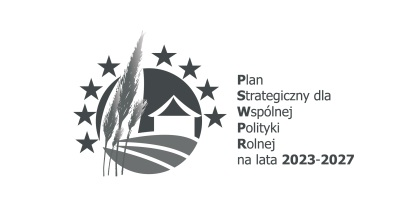 Plan
Strategiczny dla
Wspólnej
Polityki
Rolnej
na lata 2023-2027